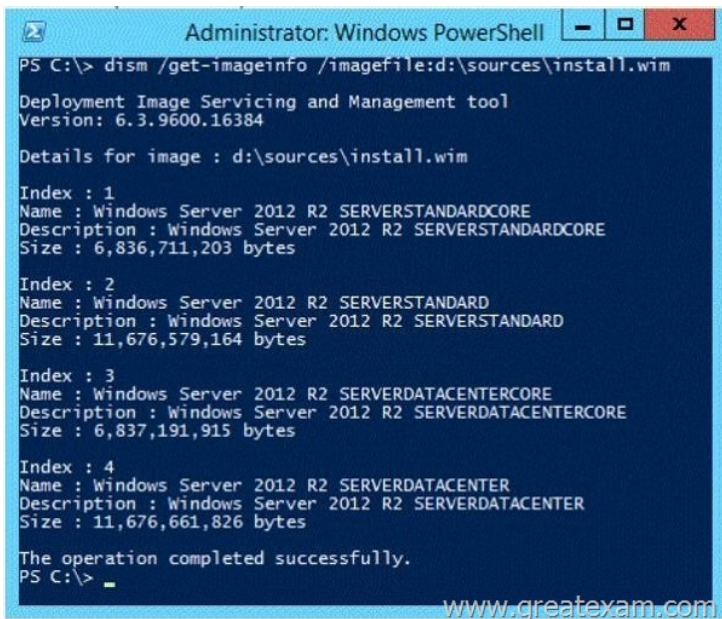 Administrator: Windows PowerShell
PS C:\> dism /get-imageinfo /imagefile:d:\sources\install.wim
Deployment Image Servicing and Management tool
Version: 6.3.9600.16384
Details for image : d:\sources\install.wim
Index : 1
Name : Windows Server 2012 R2 SERVERSTANDARDCORE
Description : Windows Server 2012 R2 SERVERSTANDARDCORE
Size : 6,836,711,203 bytes
Index : 2
Name : Windows Server 2012 R2 SERVERSTANDARD
Description : Windows Server 2012 R2 SERVERSTANDARD
Size : 11,676,579,164 bytes
Index : 3
Name : Windows Server 2012 R2 SERVERDATACENTERCORE
Description : Windows Server 2012 R2 SERVERDATACENTERCORE
Size : 6,837,191,915 bytes
Index : 4
Name : Windows Server 2012 R2 SERVERDATACENTER
Description : Windows Server 2012 R2 SERVERDATACENTER
Size : 11,676,661,826 bytes
The operation completed successfully.
PS C:\>
www.greatexam.com